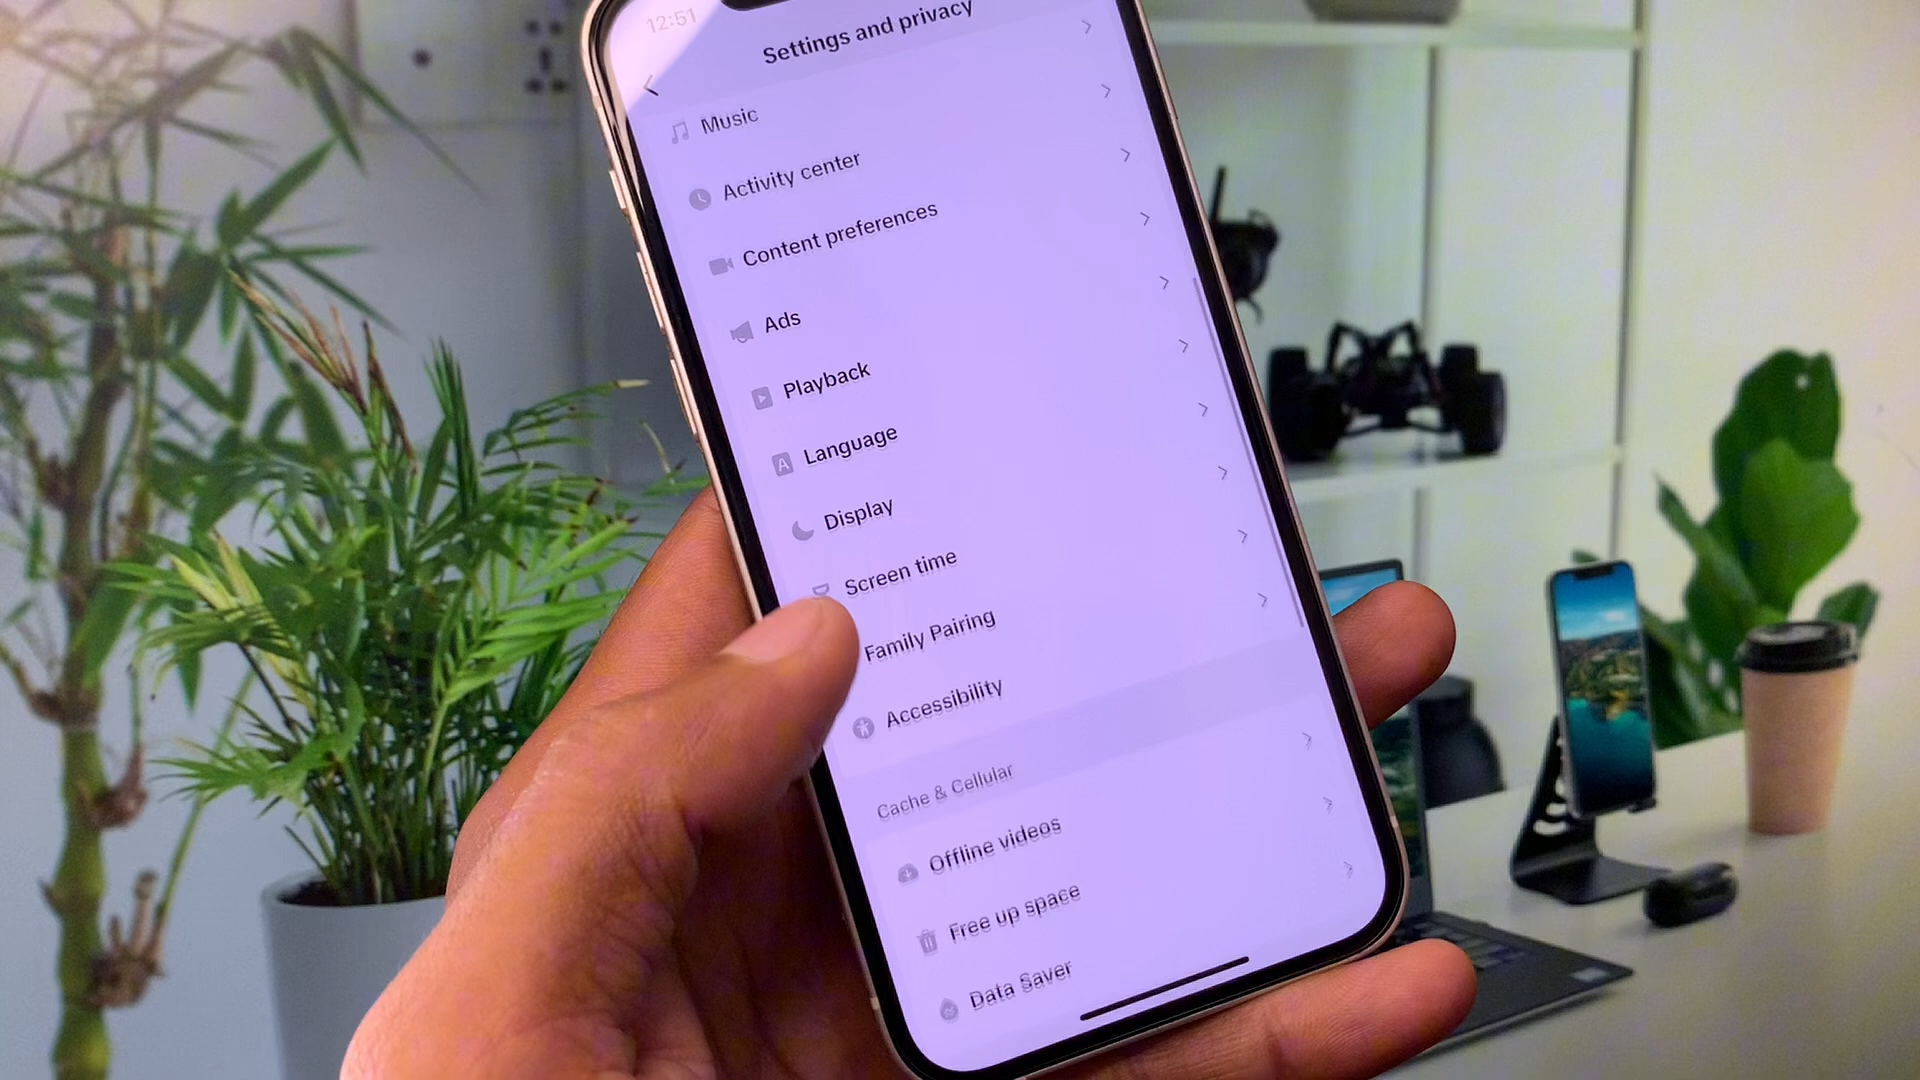 12:51
Settings and privacy
Music
Activity center
Content preferences
Ads
Playback
Language
Display
Screen time
Family Pairing
Accessibility
Cache & Cellular
Offline videos
Free up space
Data Saver